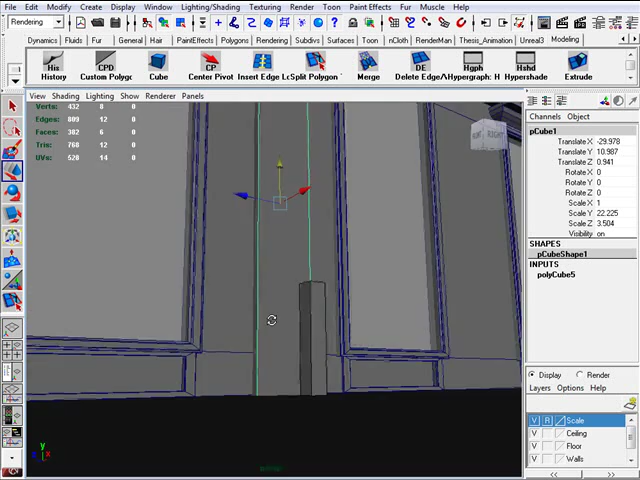 File Edit Modify Create Display Window Lighting/Shading Texturing Render Toon Paint Effects Fur Muscle Help
Rendering
Dynamics Fluids Fur PaintEffects Polygons Rendering Subdivs Surfaces Toon nCloth RenderMan Thesis_Animation Unreal3 Modeling
His CPD CP DE Hgph Hshd
History Custom Polygo Cube Center Pivot Insert Edge Lo Split Polygon Merge Delete Edge/\ Hypergraph: H Hypershade Extrude
View Shading Lighting Show Renderer Panels
Verts: 432 8 0
Edges: 809 12 0
Faces: 382 6 0
Tris: 768 12 0
UVs: 528 14 0
RIGHT
Channels Object
pCube1
Translate X -29.978
Translate Y 10.987
Translate Z 0.941
Rotate X 0
Rotate Y 0
Rotate Z 0
Scale X 1
Scale Y 22.225
Scale Z 3.504
Visibility on
SHAPES
pCubeShape1
INPUTS
polyCube5
Display Render
Layers Options Help
V R Scale
V Ceiling
V Floor
V Walls
y
z x
persp